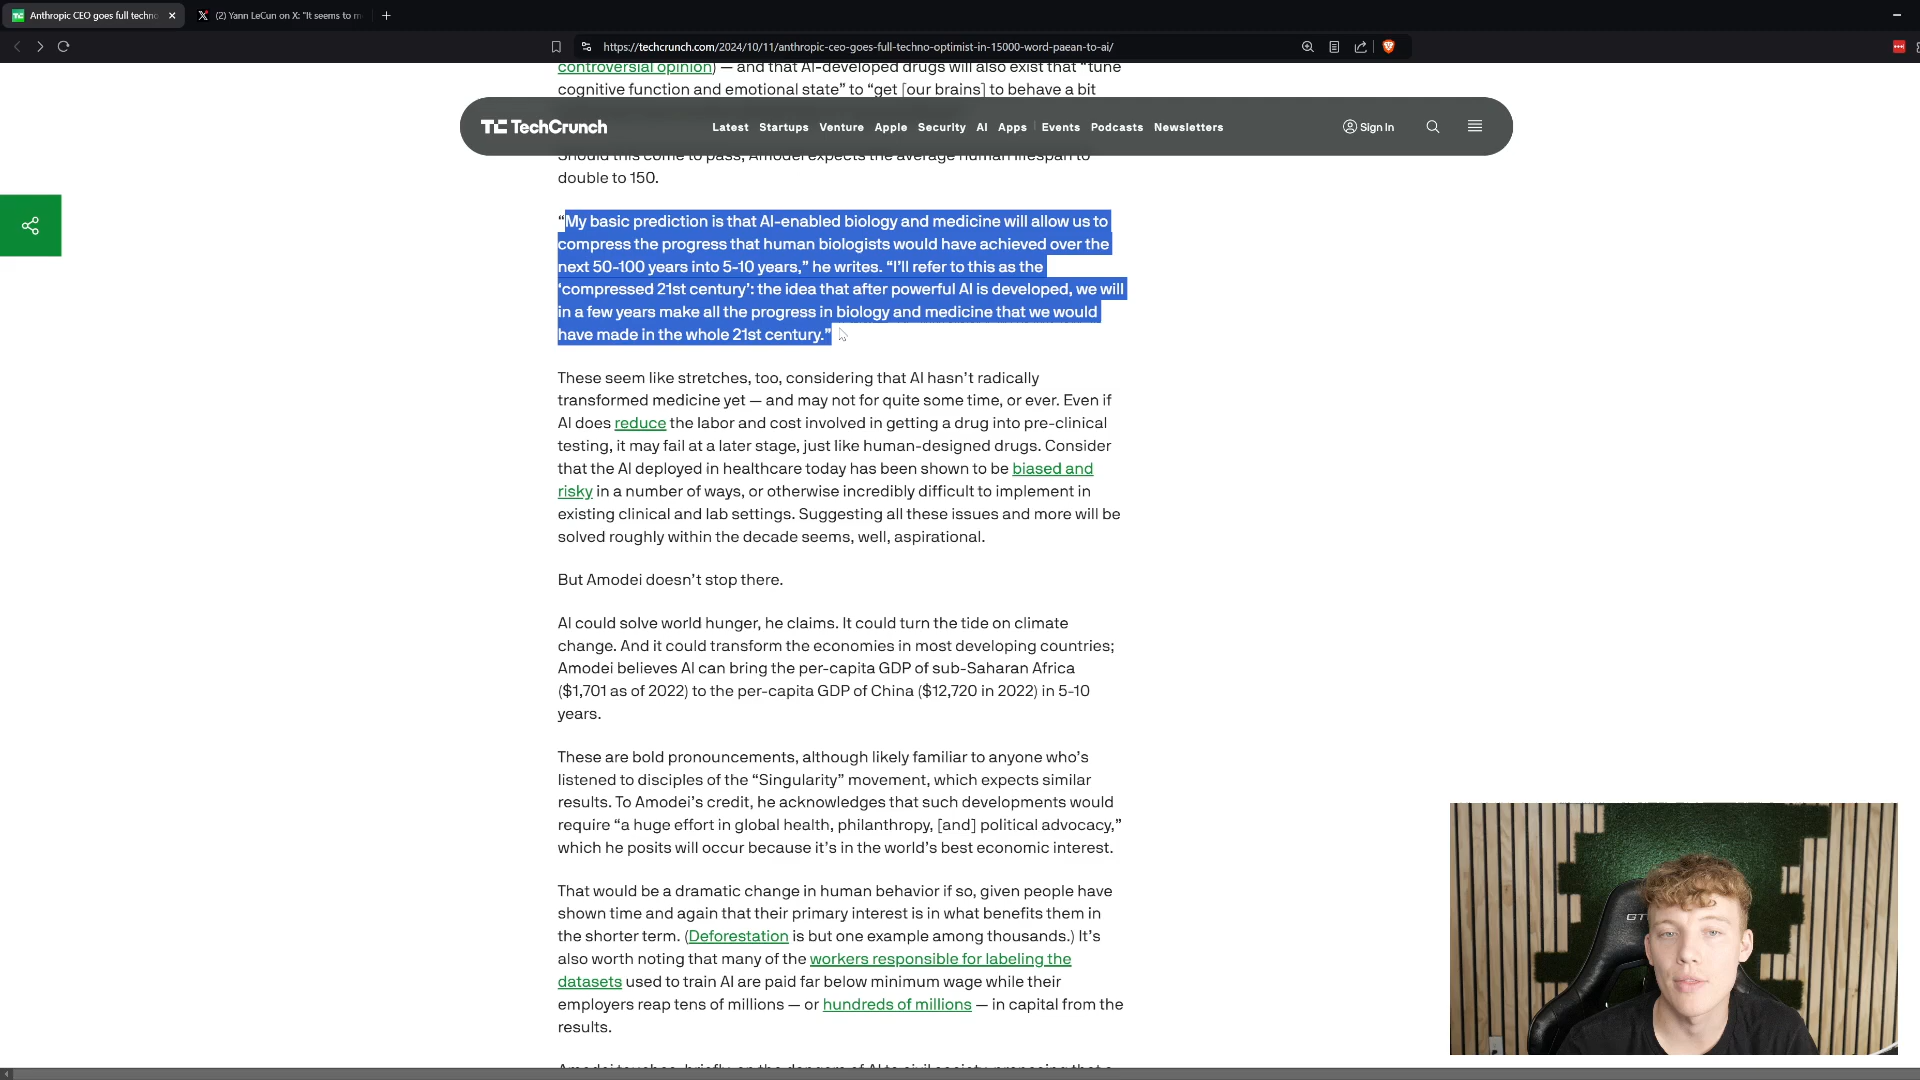 Anthropic CEO goes full techno
(2) Yann LeCun on X: "It seems to m
https://techcrunch.com/2024/10/11/anthropic-ceo-goes-full-techno-optimist-in-15000-word-paean-to-ai/
controversial opinion) — and that AI-developed drugs will also exist that “tune
cognitive function and emotional state” to “get [our brains] to behave a bit
TechCrunch
Latest Startups Venture Apple Security AI Apps Events Podcasts Newsletters
Sign In
Should this come to pass, Amodei expects the average human lifespan to
double to 150.
“My basic prediction is that AI-enabled biology and medicine will allow us to
compress the progress that human biologists would have achieved over the
next 50-100 years into 5-10 years,” he writes. “I’ll refer to this as the
‘compressed 21st century’: the idea that after powerful AI is developed, we will
in a few years make all the progress in biology and medicine that we would
have made in the whole 21st century.”
These seem like stretches, too, considering that AI hasn’t radically
transformed medicine yet — and may not for quite some time, or ever. Even if
AI does reduce the labor and cost involved in getting a drug into pre-clinical
testing, it may fail at a later stage, just like human-designed drugs. Consider
that the AI deployed in healthcare today has been shown to be biased and
risky in a number of ways, or otherwise incredibly difficult to implement in
existing clinical and lab settings. Suggesting all these issues and more will be
solved roughly within the decade seems, well, aspirational.
But Amodei doesn’t stop there.
AI could solve world hunger, he claims. It could turn the tide on climate
change. And it could transform the economies in most developing countries;
Amodei believes AI can bring the per-capita GDP of sub-Saharan Africa
($1,701 as of 2022) to the per-capita GDP of China ($12,720 in 2022) in 5-10
years.
These are bold pronouncements, although likely familiar to anyone who’s
listened to disciples of the “Singularity” movement, which expects similar
results. To Amodei’s credit, he acknowledges that such developments would
require “a huge effort in global health, philanthropy, [and] political advocacy,”
which he posits will occur because it’s in the world’s best economic interest.
That would be a dramatic change in human behavior if so, given people have
shown time and again that their primary interest is in what benefits them in
the shorter term. (Deforestation is but one example among thousands.) It’s
also worth noting that many of the workers responsible for labeling the
datasets used to train AI are paid far below minimum wage while their
employers reap tens of millions — or hundreds of millions — in capital from the
results.